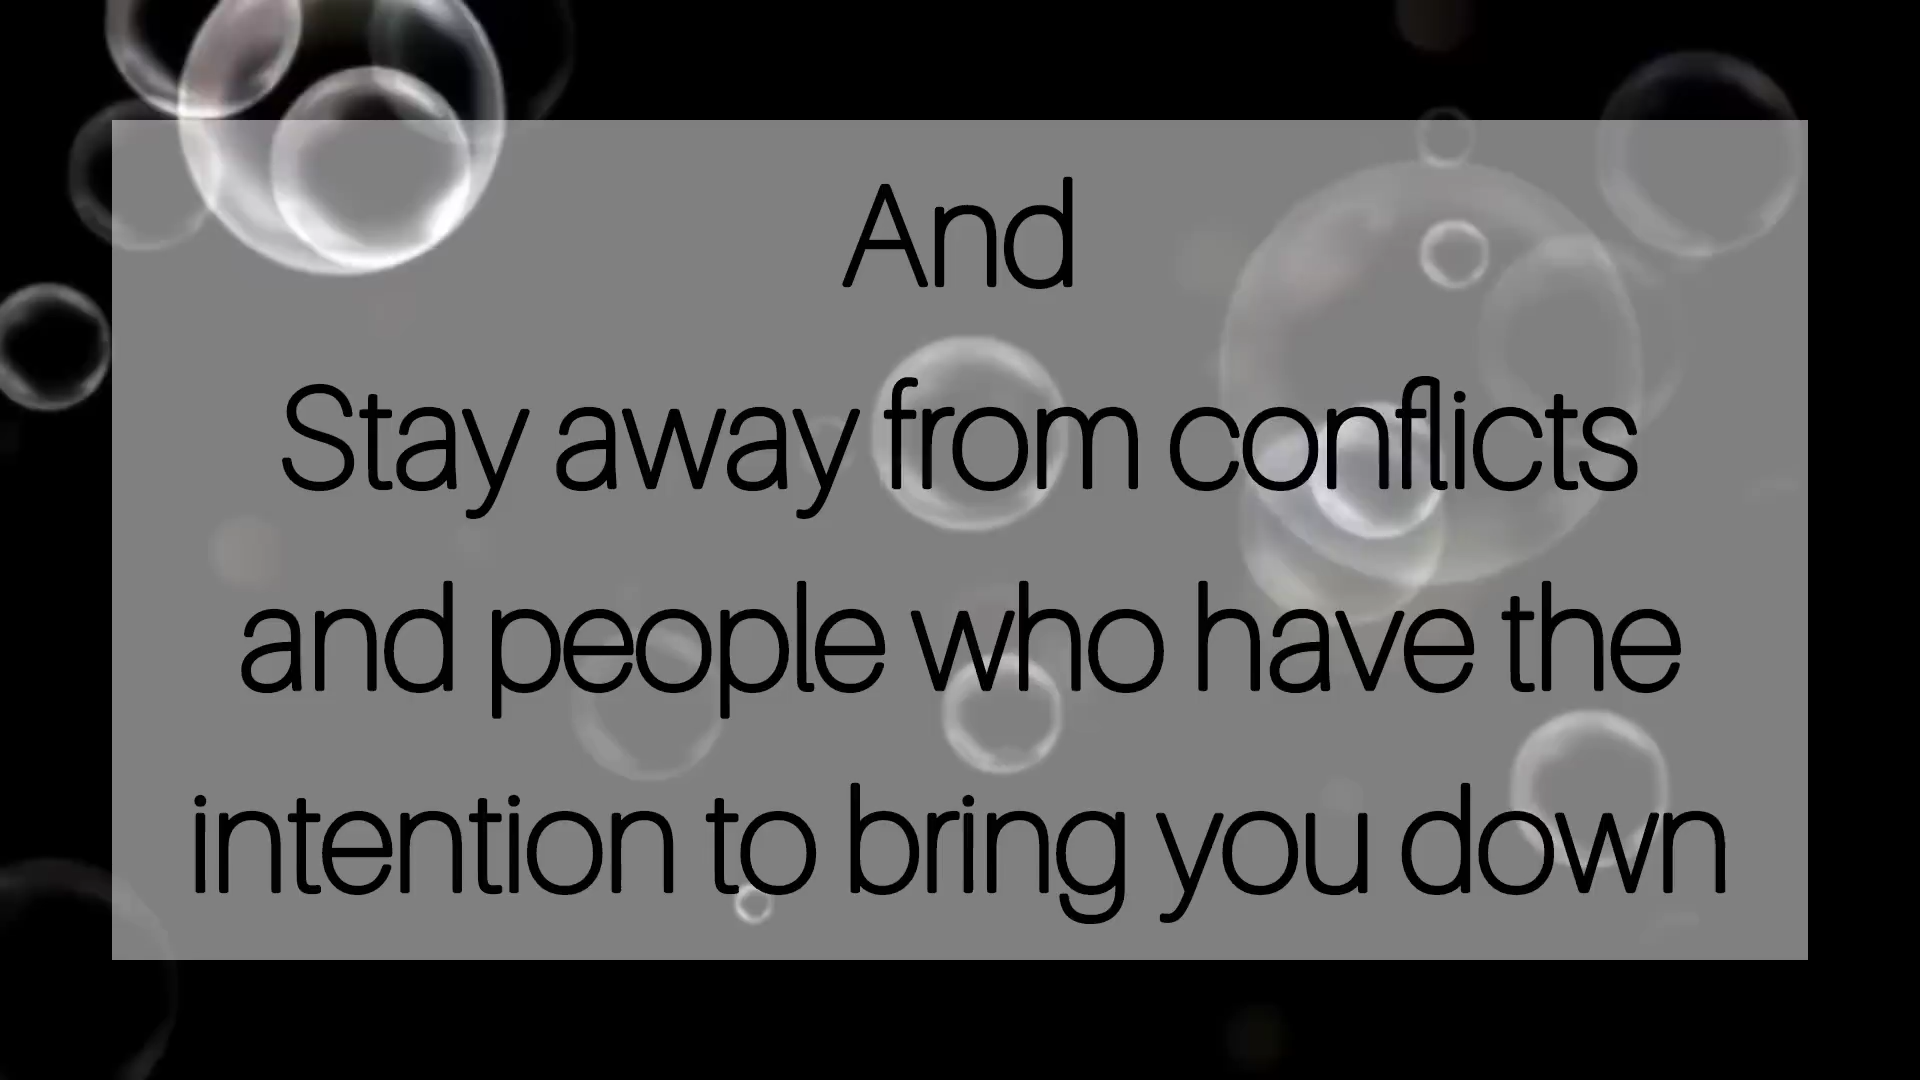 And
Stay away from conflicts
and people who have the
intention to bring you down